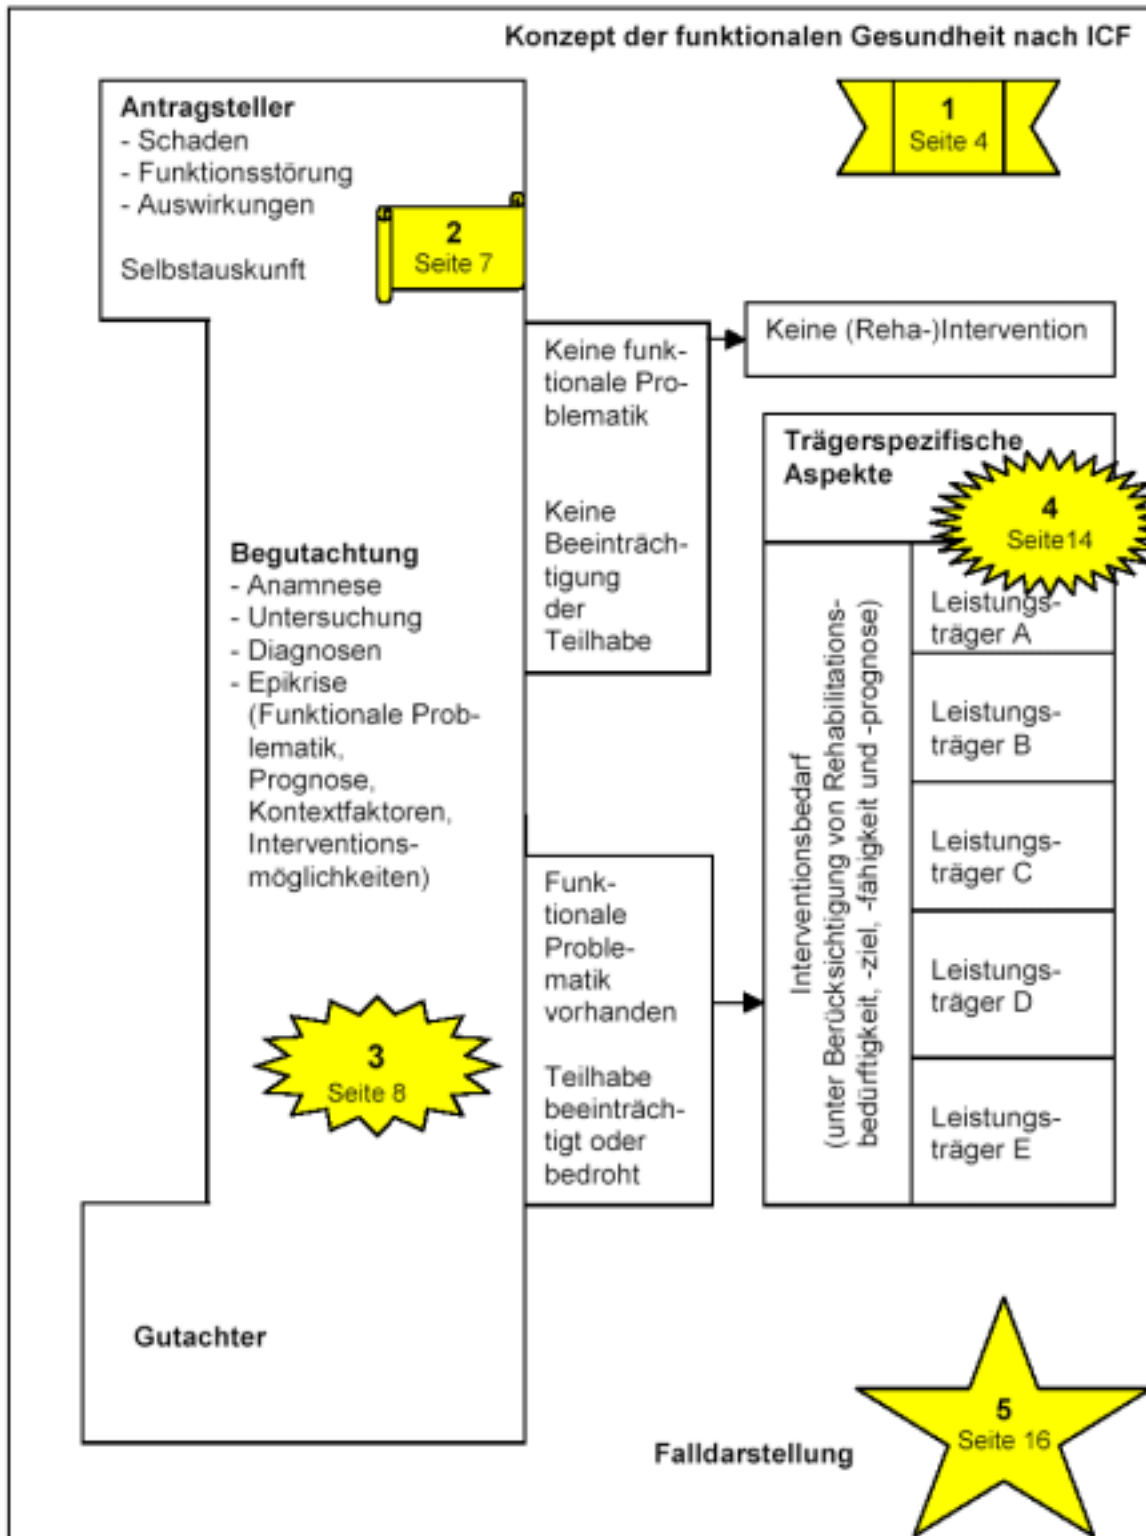 Konzept der funktionalen Gesundheit nach ICF
1
Seite 4
Antragsteller
- Schaden
- Funktionsstörung
- Auswirkungen
Selbstauskunft
2
Seite 7
Keine funk-
tionale Pro-
blematik
Keine
Beeinträch-
tigung
der
Teilhabe
Keine (Reha-)Intervention
Trägerspezifische
Aspekte
4
Seite14
Begutachtung
- Anamnese
- Untersuchung
- Diagnosen
- Epikrise
(Funktionale Prob-
lematik,
Prognose,
Kontextfaktoren,
Interventions-
möglichkeiten)
3
Seite 8
Funk-
tionale
Proble-
matik
vorhanden
Teilhabe
beeinträch-
tigt oder
bedroht
Interventionsbedarf
(unter Berücksichtigung von Rehabilitations-
bedürftigkeit, -ziel, -fähigkeit und -prognose)
Leistungs-
träger A
Leistungs-
träger B
Leistungs-
träger C
Leistungs-
träger D
Leistungs-
träger E
Gutachter
Falldarstellung
5
Seite 16